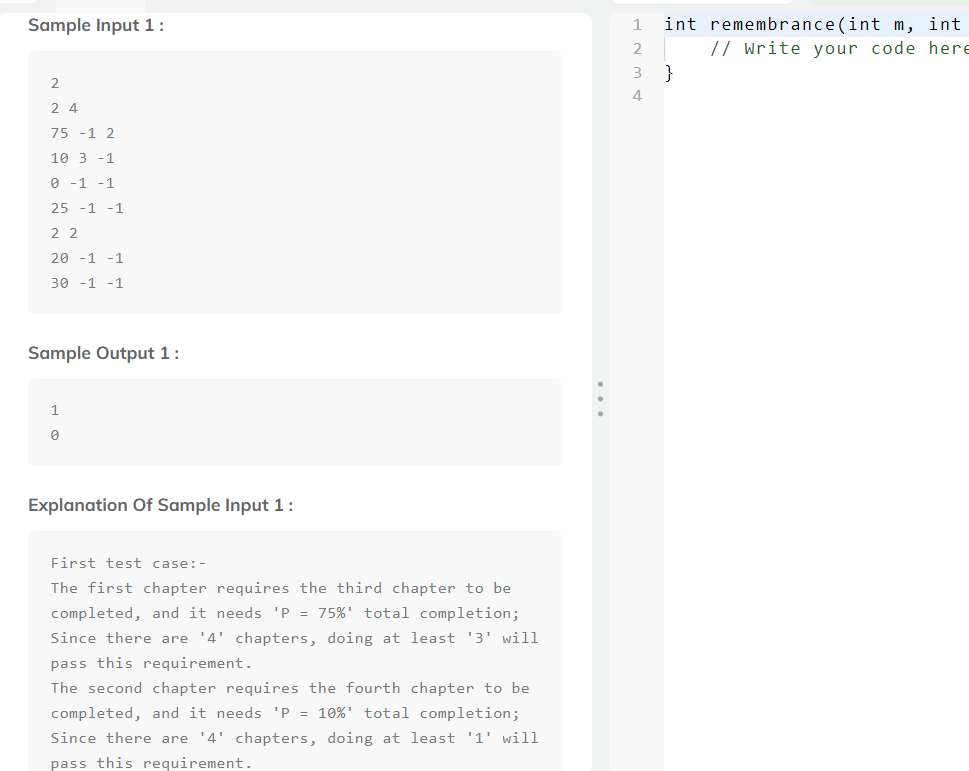 Sample Input 1 :
2
2 4
75 -1 2
10 3 -1
0 -1 -1
25 -1 -1
2 2
20 -1 -1
30 -1 -1
Sample Output 1 :
1
0
Explanation Of Sample Input 1 :
First test case:-
The first chapter requires the third chapter to be
completed, and it needs 'P = 75%' total completion;
Since there are '4' chapters, doing at least '3' will
pass this requirement.
The second chapter requires the fourth chapter to be
completed, and it needs 'P = 10%' total completion;
Since there are '4' chapters, doing at least '1' will
pass this requirement.
1 int remembrance(int m, int
2 // Write your code here
3 }
4